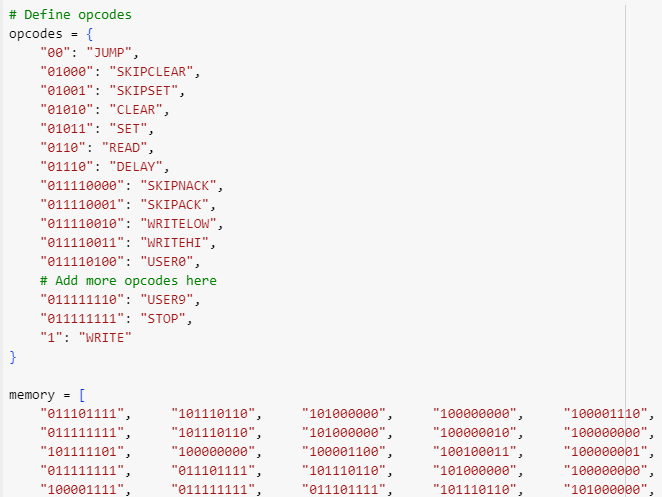 # Define opcodes
opcodes = {
    "00": "JUMP",
    "01000": "SKIPCLEAR",
    "01001": "SKIPSET",
    "01010": "CLEAR",
    "01011": "SET",
    "0110": "READ",
    "01110": "DELAY",
    "011110000": "SKIPNACK",
    "011110001": "SKIPACK",
    "011110010": "WRITELOW",
    "011110011": "WRITEHI",
    "011110100": "USER0",
    # Add more opcodes here
    "011111110": "USER9",
    "011111111": "STOP",
    "1": "WRITE"
}
memory = [
    "011101111",     "101110110",     "101000000",     "100000000",     "100001110",
    "011111111",     "101110110",     "101000000",     "100000010",     "100000000",
    "101111101",     "100000000",     "100001100",     "100100011",     "100000001",
    "011111111",     "011101111",     "101110110",     "101000000",     "100000000",
    "100001111",     "011111111",     "011101111",     "101110110",     "101000000",